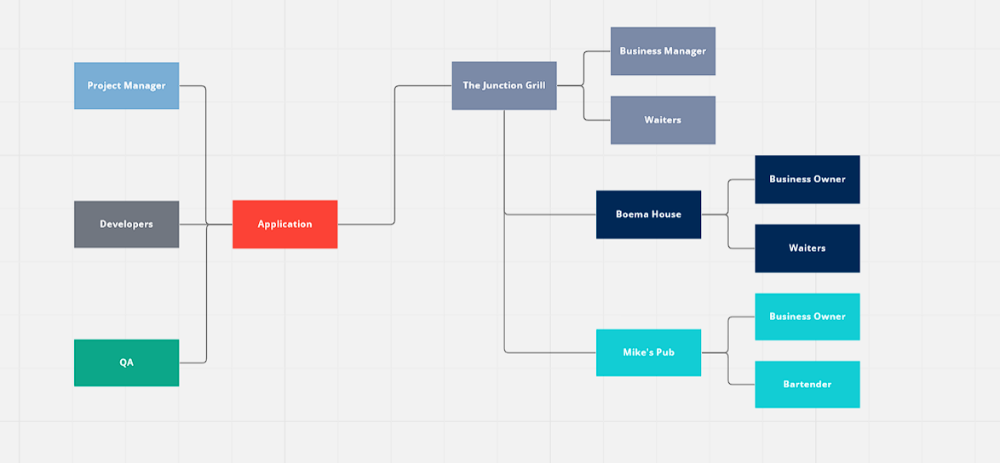 Project Manager
Developers
QA
Application
The Junction Grill
Business Manager
Waiters
Boema House
Business Owner
Waiters
Mike's Pub
Business Owner
Bartender